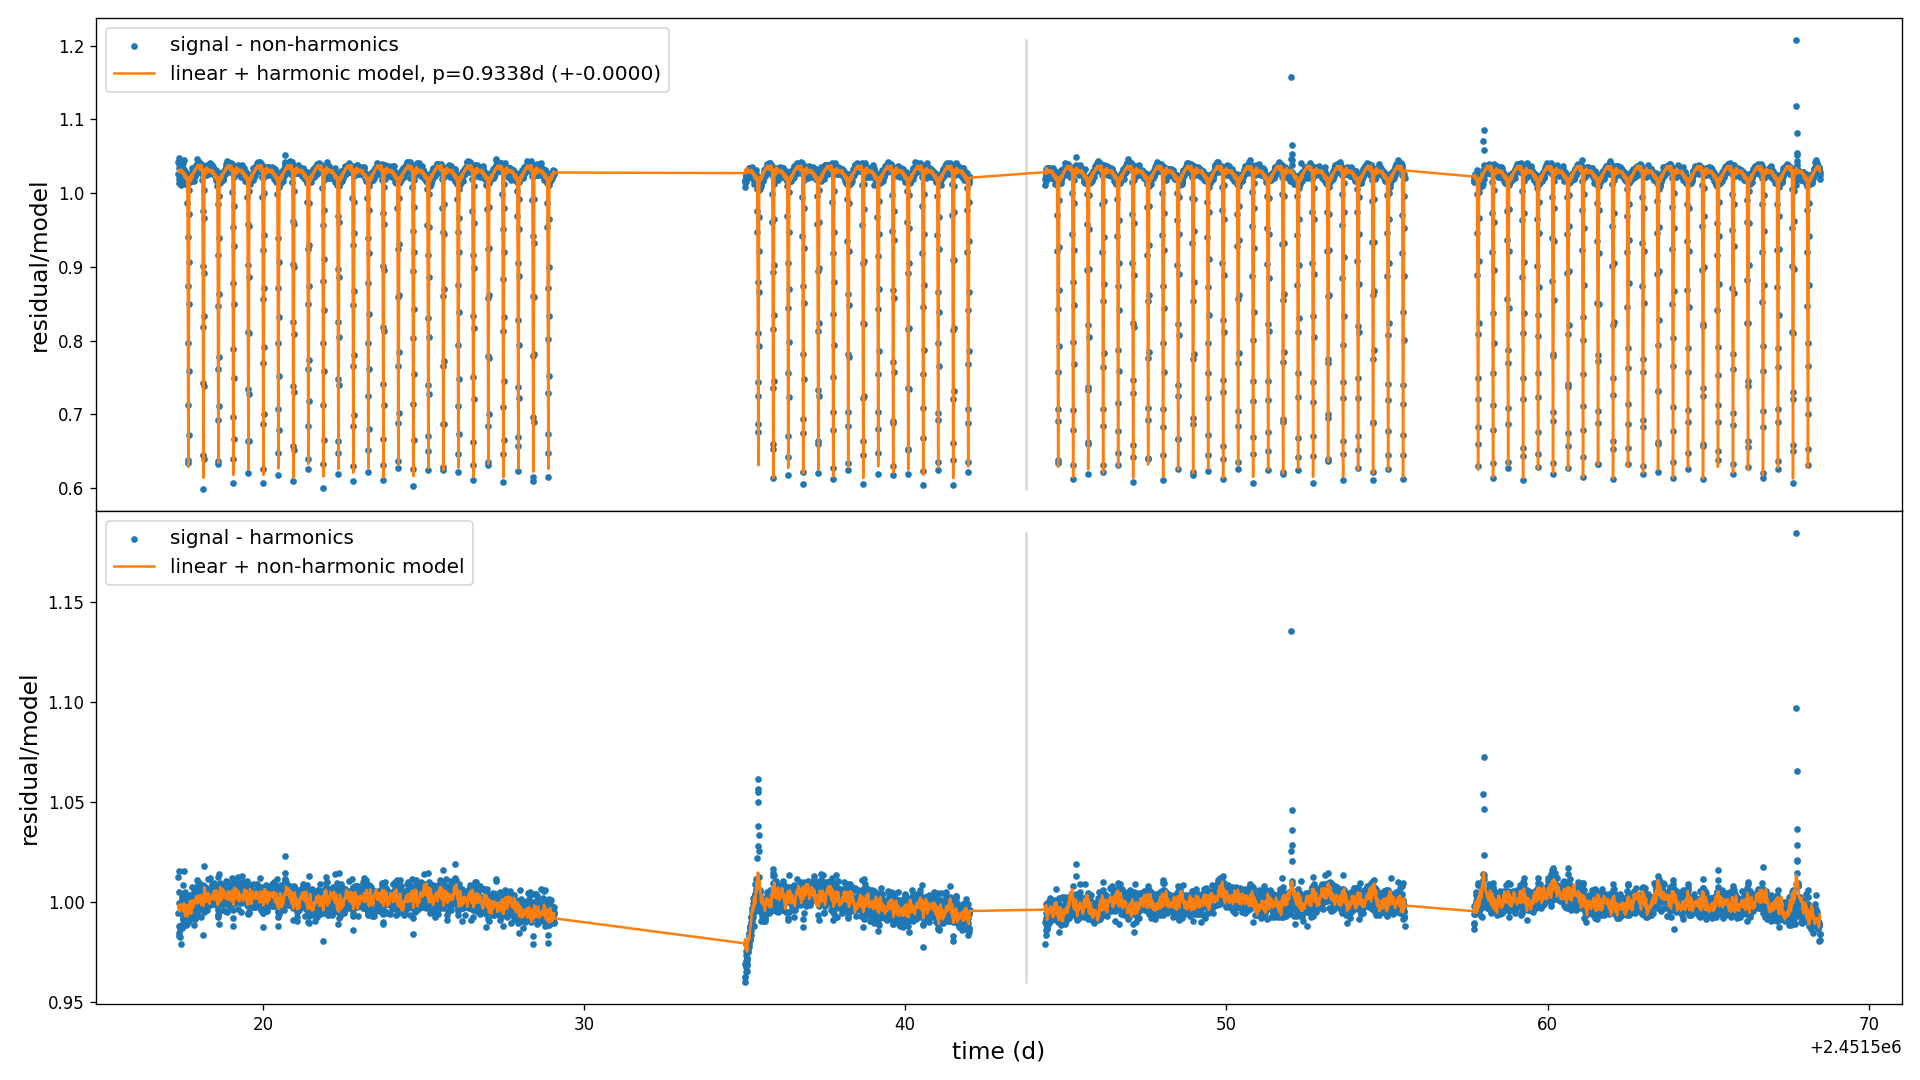 signal - non-harmonics
linear + harmonic model, p=0.9338d (+-0.0000)
1.2
1.1
1.0
0.9
0.8
0.7
0.6
residual/model
signal - harmonics
linear + non-harmonic model
1.15
1.10
1.05
1.00
0.95
residual/model
20
30
40
50
60
70
time (d)
+2.4515e6